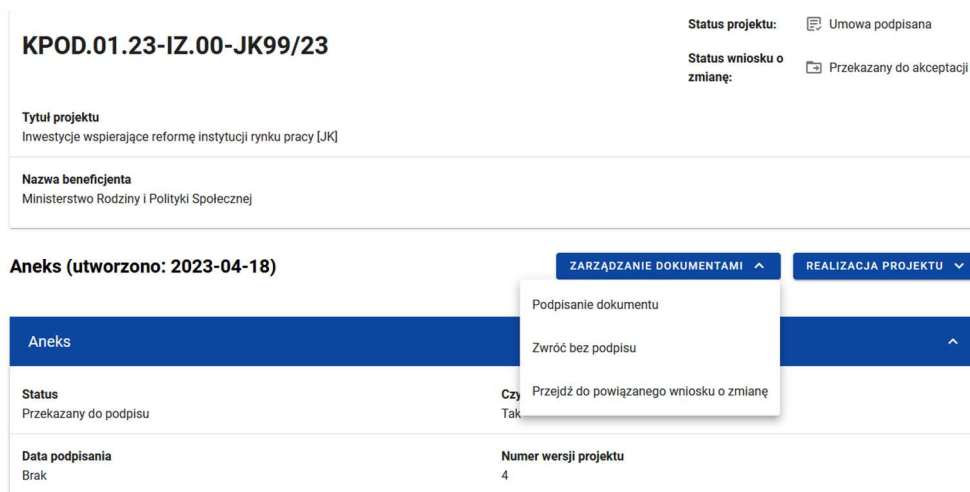 KPOD.01.23-IZ.00-JK99/23
Status projektu: Umowa podpisana
Status wniosku o
zmianę: Przekazany do akceptacji
Tytuł projektu
Inwestycje wspierające reformę instytucji rynku pracy [JK]
Nazwa beneficjenta
Ministerstwo Rodziny i Polityki Społecznej
Aneks (utworzono: 2023-04-18)
ZARZĄDZANIE DOKUMENTAMI
REALIZACJA PROJEKTU
Podpisanie dokumentu
Zwróć bez podpisu
Przejdź do powiązanego wniosku o zmianę
Aneks
Status
Przekazany do podpisu
Czy
Tak
Data podpisania
Brak
Numer wersji projektu
4